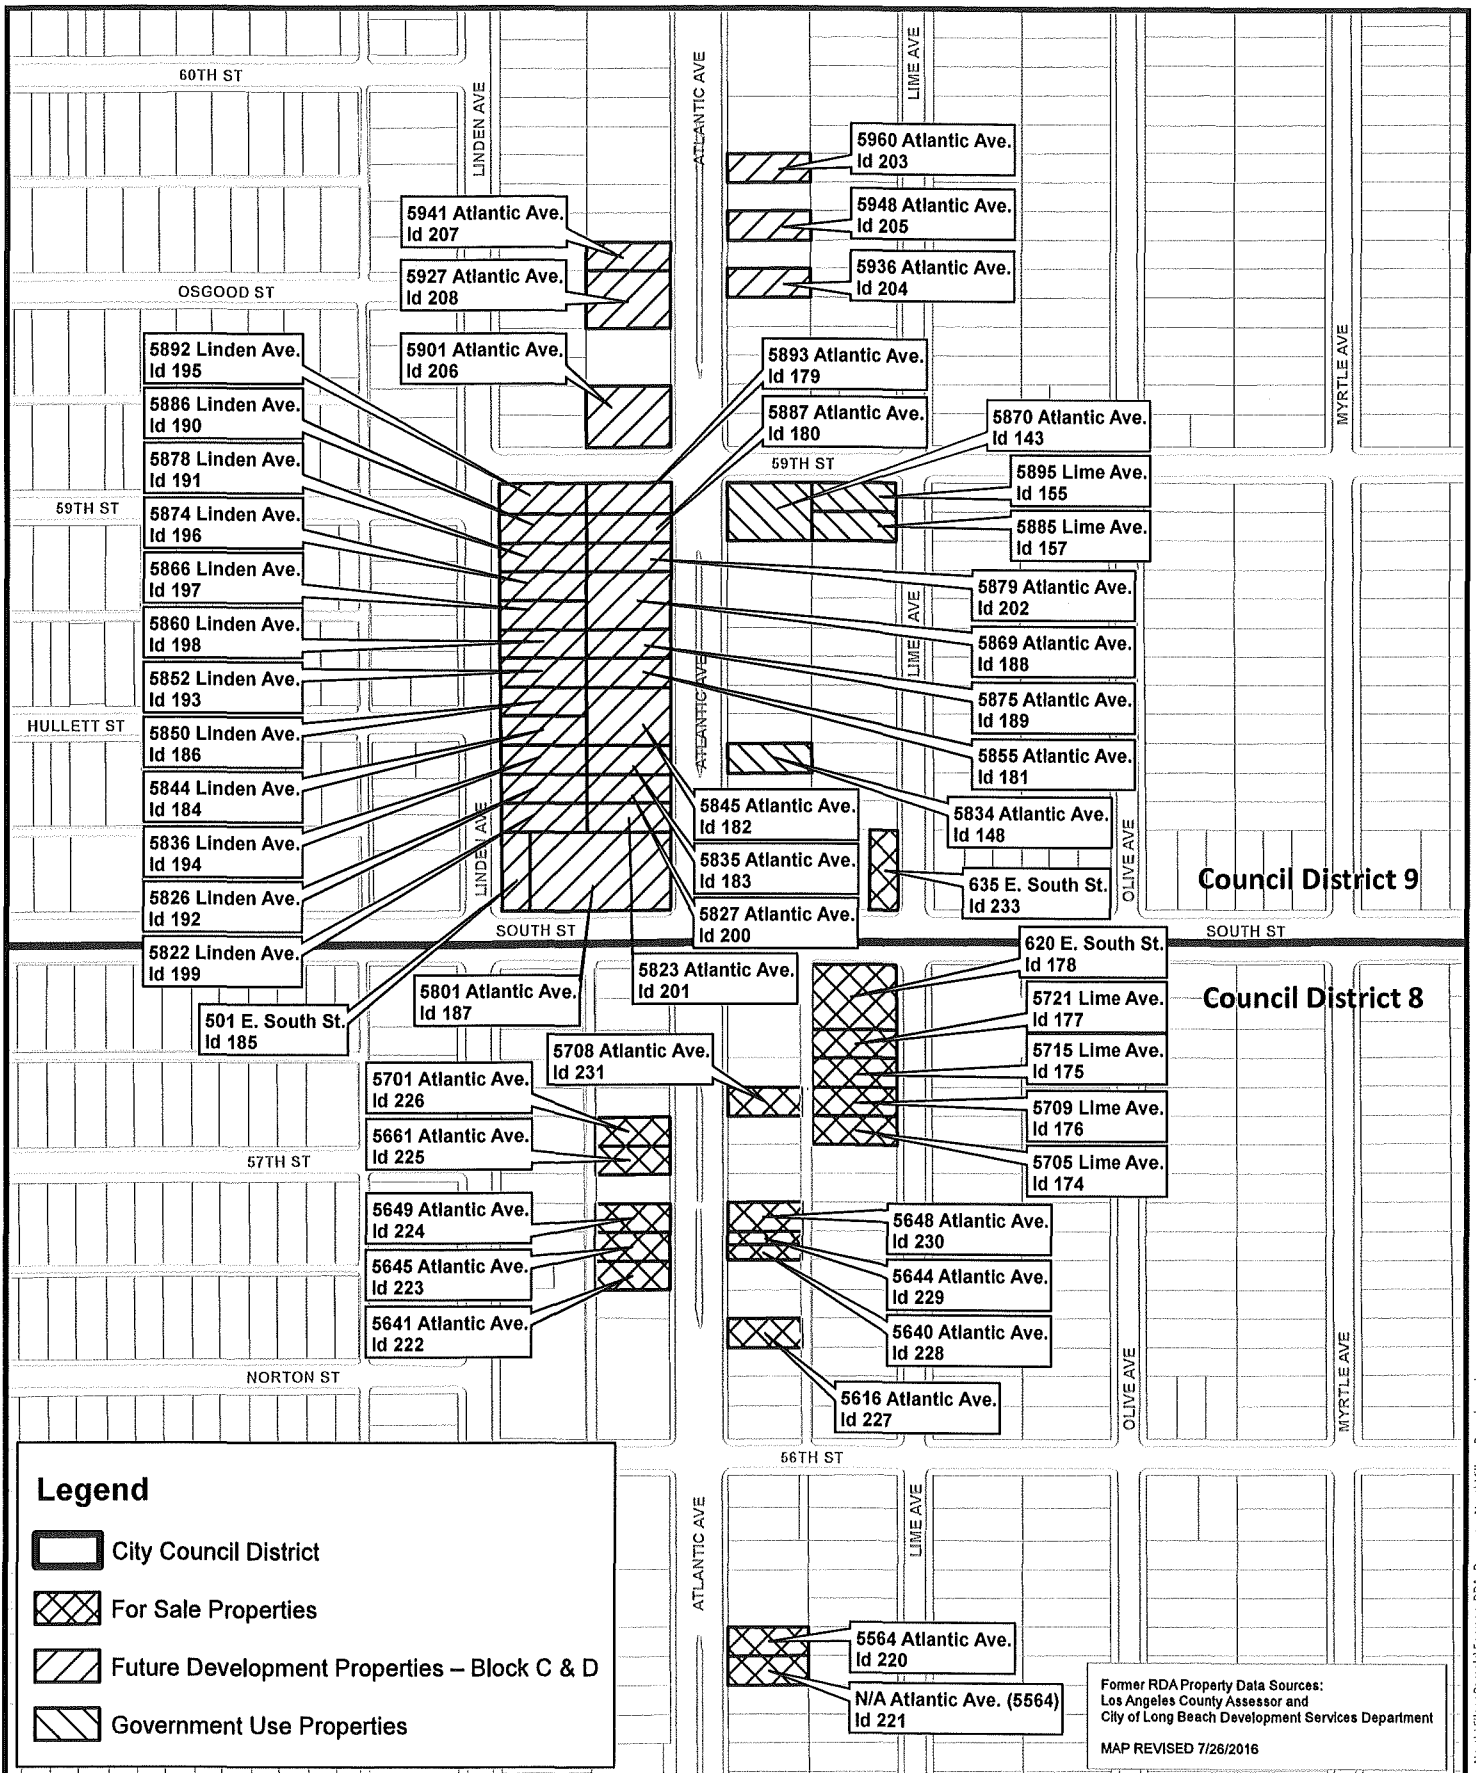 60TH ST
LINDEN AVE
ATLANTIC AVE
LIME AVE
5960 Atlantic Ave.
Id 203
5941 Atlantic Ave.
Id 207
5948 Atlantic Ave.
Id 205
5927 Atlantic Ave.
Id 208
5936 Atlantic Ave.
Id 204
OSGOOD ST
5892 Linden Ave.
Id 195
5901 Atlantic Ave.
Id 206
5893 Atlantic Ave.
Id 179
MYRTLE AVE
5886 Linden Ave.
Id 190
5887 Atlantic Ave.
Id 180
5870 Atlantic Ave.
Id 143
5878 Linden Ave.
Id 191
59TH ST
5895 Lime Ave.
Id 155
59TH ST
5874 Linden Ave.
Id 196
5885 Lime Ave.
Id 157
5866 Linden Ave.
Id 197
5879 Atlantic Ave.
Id 202
5860 Linden Ave.
Id 198
LIME AVE
5869 Atlantic Ave.
Id 188
5852 Linden Ave.
Id 193
ATLANTIC AVE
5875 Atlantic Ave.
Id 189
HULLETT ST
5850 Linden Ave.
Id 186
5855 Atlantic Ave.
Id 181
5844 Linden Ave.
Id 184
5845 Atlantic Ave.
Id 182
5834 Atlantic Ave.
Id 148
5836 Linden Ave.
Id 194
LINDEN AVE
5835 Atlantic Ave.
Id 183
OLIVE AVE
635 E. South St.
Id 233
Council District 9
5826 Linden Ave.
Id 192
5827 Atlantic Ave.
Id 200
SOUTH ST
SOUTH ST
5822 Linden Ave.
Id 199
620 E. South St.
Id 178
5823 Atlantic Ave.
Id 201
5801 Atlantic Ave.
Id 187
5721 Lime Ave.
Id 177
Council District 8
501 E. South St.
Id 185
5708 Atlantic Ave.
Id 231
5715 Lime Ave.
Id 175
5701 Atlantic Ave.
Id 226
5709 Lime Ave.
Id 176
5661 Atlantic Ave.
Id 225
57TH ST
5705 Lime Ave.
Id 174
5649 Atlantic Ave.
Id 224
5648 Atlantic Ave.
Id 230
5645 Atlantic Ave.
Id 223
5644 Atlantic Ave.
Id 229
5641 Atlantic Ave.
Id 222
5640 Atlantic Ave.
Id 228
NORTON ST
5616 Atlantic Ave.
Id 227
OLIVE AVE
MYRTLE AVE
56TH ST
Legend
City Council District
For Sale Properties
Future Development Properties – Block C & D
Government Use Properties
ATLANTIC AVE
LIME AVE
5564 Atlantic Ave.
Id 220
N/A Atlantic Ave. (5564)
Id 221
Former RDA Property Data Sources:
Los Angeles County Assessor and
City of Long Beach Development Services Department
MAP REVISED 7/26/2016